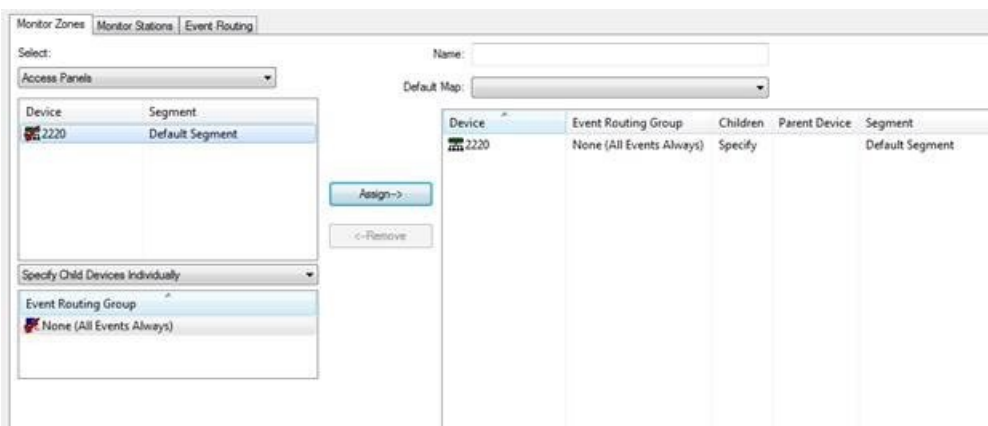 Monitor Zones Monitor Stations Event Routing
Select:
Access Panels
Name:
Default Map:
Device Segment
2220 Default Segment
Device Event Routing Group Children Parent Device Segment
2220 None (All Events Always) Specify Default Segment
Assign-->
<--Remove
Specify Child Devices Individually
Event Routing Group
None (All Events Always)